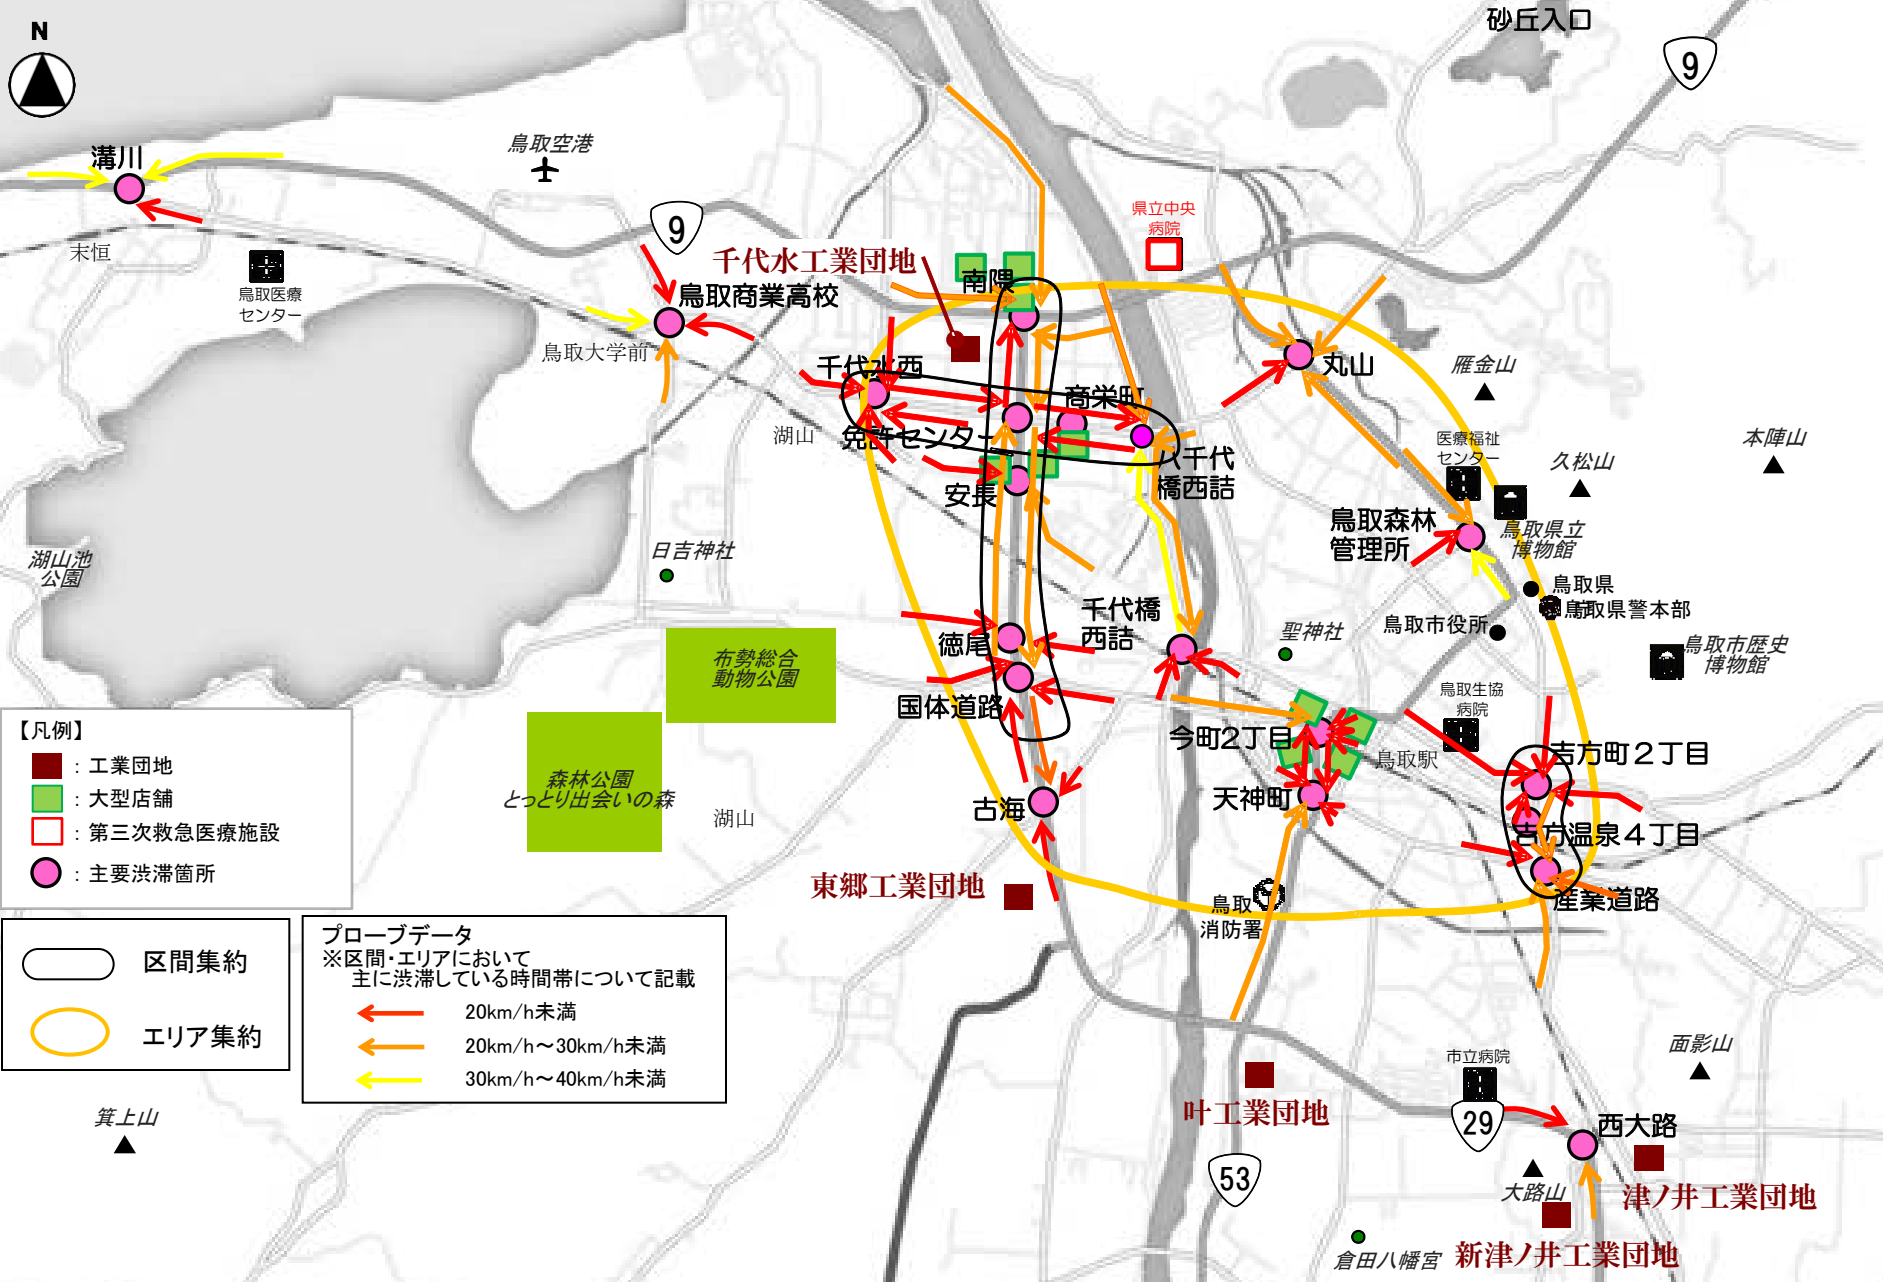 N
砂丘入口
9
溝川
鳥取空港
末恒
鳥取医療
センター
9
県立中央
病院
千代水工業団地
南隈
鳥取商業高校
鳥取大学前
千代水西
丸山
雁金山
商栄町
湖山
免許センター
医療福祉
センター
本陣山
久松山
八千代
橋西詰
安長
鳥取森林
管理所
鳥取県立
博物館
湖山池
公園
日吉神社
鳥取県
鳥取県警本部
千代橋
西詰
聖神社
鳥取市役所
徳尾
鳥取市歴史
博物館
布勢総合
動物公園
鳥取生協
病院
国体道路
今町2丁目
鳥取駅
吉方町2丁目
森林公園
とっとり出会いの森
湖山
古海
天神町
吉方温泉4丁目
東郷工業団地
産業道路
鳥取
消防署
【凡例】
：工業団地
：大型店舗
：第三次救急医療施設
：主要渋滞箇所
区間集約
エリア集約
プローブデータ
※区間・エリアにおいて
主に渋滞している時間帯について記載
20km/h未満
20km/h～30km/h未満
30km/h～40km/h未満
箕上山
面影山
市立病院
叶工業団地
29
西大路
53
大路山
津ノ井工業団地
倉田八幡宮
新津ノ井工業団地